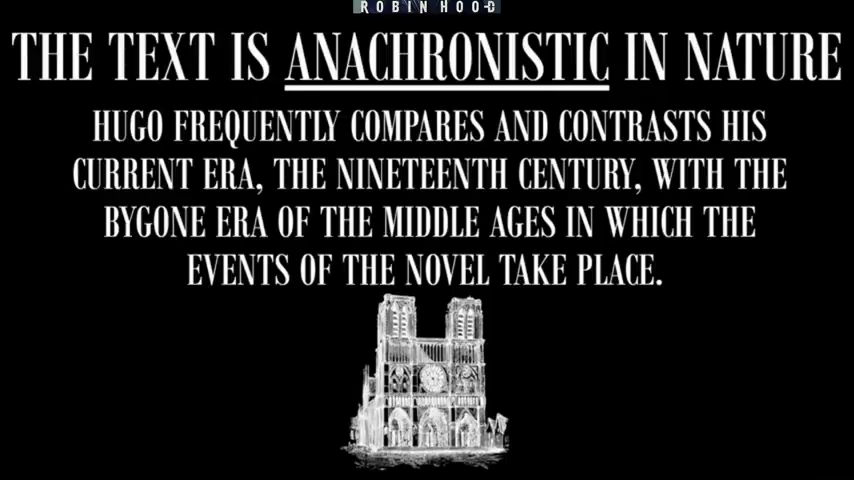 ROBIN HOOD
THE TEXT IS ANACHRONISTIC IN NATURE
HUGO FREQUENTLY COMPARES AND CONTRASTS HIS
CURRENT ERA, THE NINETEENTH CENTURY, WITH THE
BYGONE ERA OF THE MIDDLE AGES IN WHICH THE
EVENTS OF THE NOVEL TAKE PLACE.